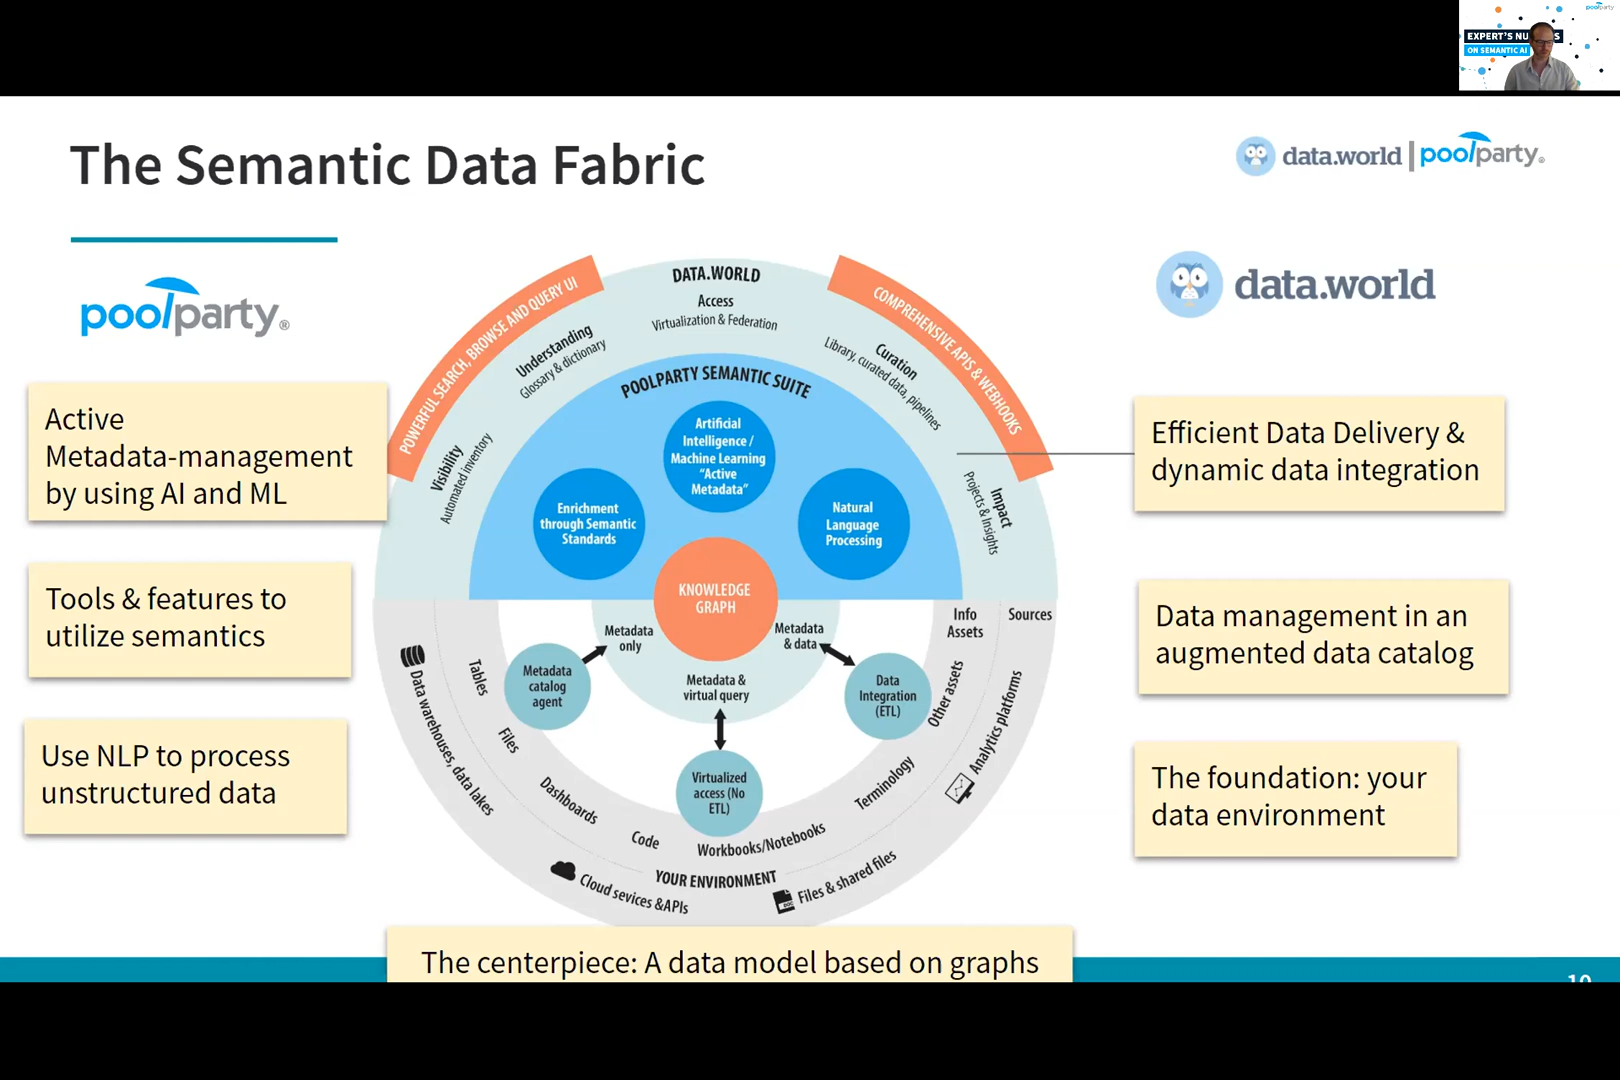 poolparty
EXPERT'S NU
ON SEMANTIC AI
The Semantic Data Fabric
data.world | poolparty®
poolparty®
data.world
Active
Metadata-management
by using AI and ML
Tools & features to
utilize semantics
Use NLP to process
unstructured data
POWERFUL SEARCH, BROWSE AND QUERY UI
COMPREHENSIVE APIS & WEBHOOKS
DATA.WORLD
Access
Virtualization & Federation
Understanding
Glossary & dictionary
Curation
Library, curated data, pipelines
Visibility
Automated inventory
Impact
Projects & Insights
POOLPARTY SEMANTIC SUITE
Artificial
Intelligence /
Machine Learning
“Active
Metadata”
Enrichment
through Semantic
Standards
Natural
Language
Processing
KNOWLEDGE
GRAPH
Metadata
only
Metadata
& data
Metadata &
virtual query
Metadata
catalog
agent
Data
Integration
(ETL)
Virtualized
access (No
ETL)
Info
Assets
Sources
Tables
Files
Dashboards
Code
Workbooks/Notebooks
Terminology
Other assets
YOUR ENVIRONMENT
Data warehouses, data lakes
Cloud sevices &APIs
DOC
Files & shared files
Analytics platforms
Efficient Data Delivery &
dynamic data integration
Data management in an
augmented data catalog
The foundation: your
data environment
The centerpiece: A data model based on graphs